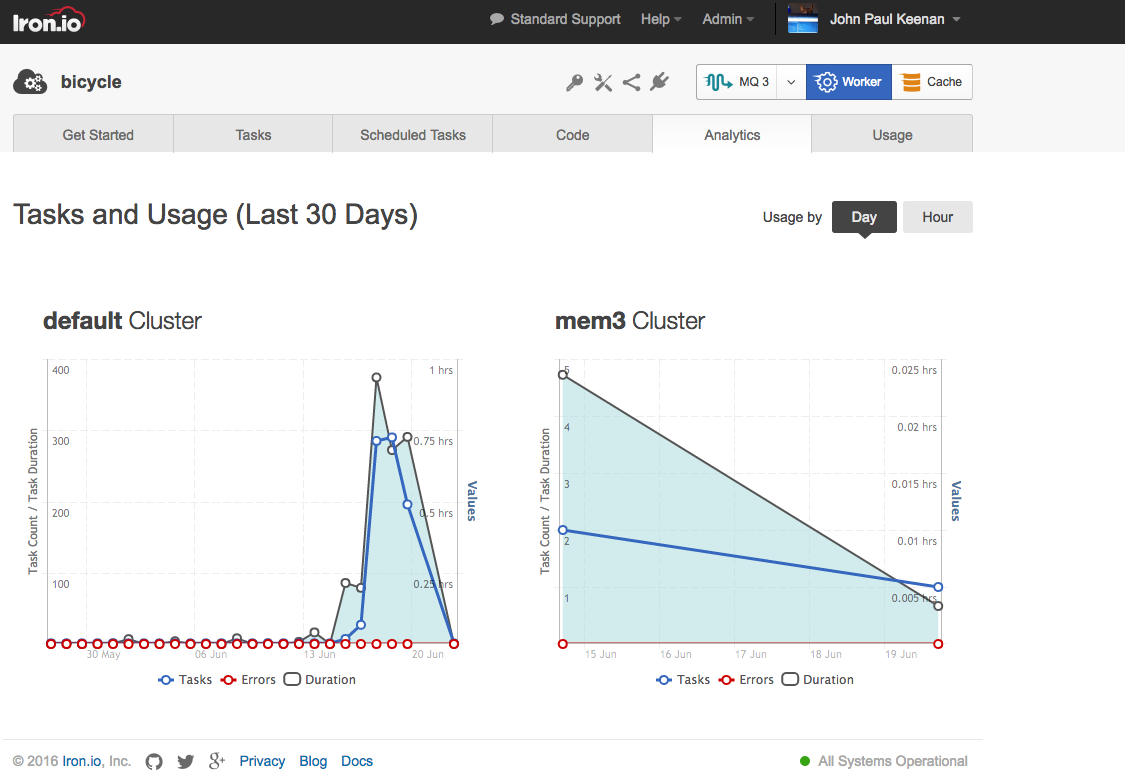 Iron.io
Standard Support Help Admin John Paul Keenan
bicycle
MQ 3 Worker Cache
Get Started Tasks Scheduled Tasks Code Analytics Usage
Tasks and Usage (Last 30 Days)
Usage by Day Hour
default Cluster
400 1 hrs
300 0.75 hrs
200 0.5 hrs
100 0.25 hrs
Task Count / Task Duration
Values
30 May 06 Jun 13 Jun 20 Jun
Tasks Errors Duration
mem3 Cluster
5 0.025 hrs
4 0.02 hrs
3 0.015 hrs
2 0.01 hrs
1 0.005 hrs
Task Count / Task Duration
Values
15 Jun 16 Jun 17 Jun 18 Jun 19 Jun
Tasks Errors Duration
© 2016 Iron.io, Inc. Privacy Blog Docs
All Systems Operational